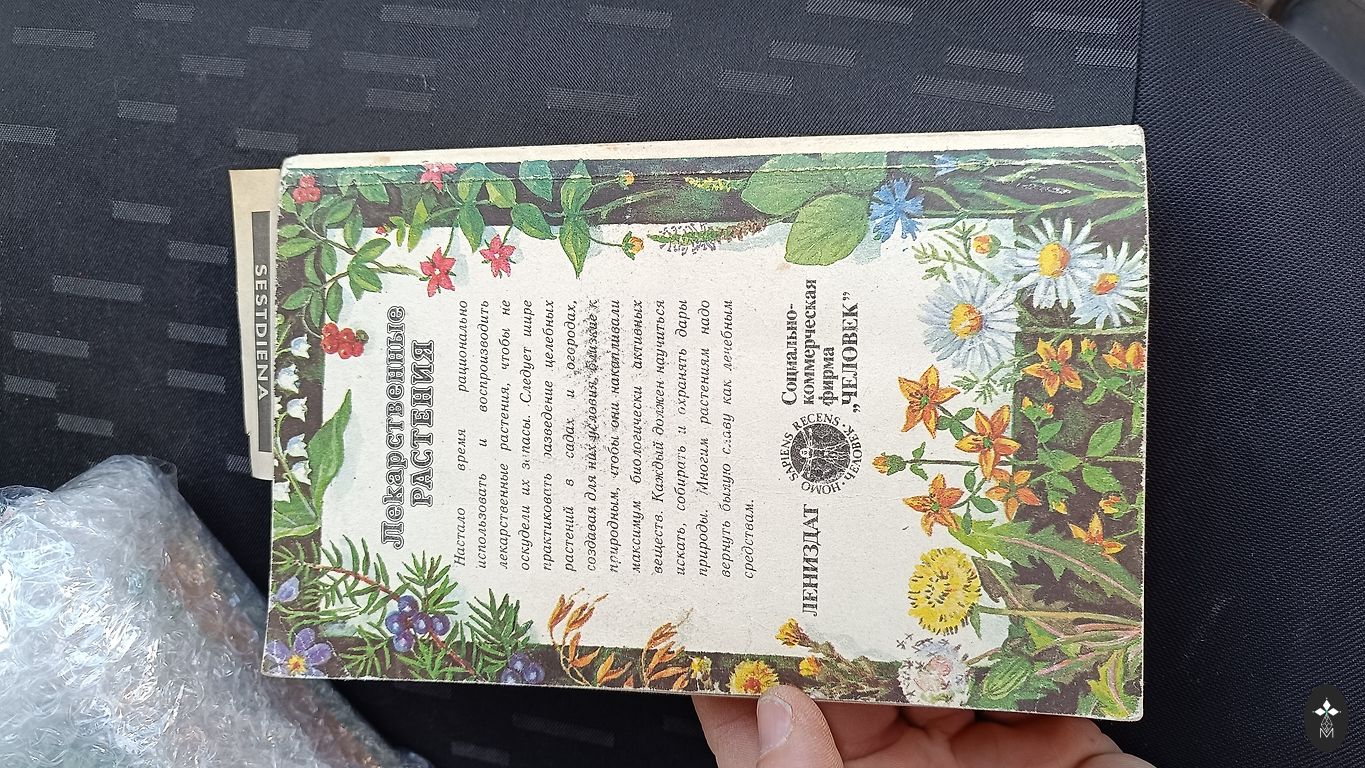 SESTDIENA
Лекарственные
РАСТЕНИЯ
Настало время рационально
использовать и воспроизводить
лекарственные растения, чтобы не
оскудели их запасы. Следует шире
практиковать разведение целебных
растений в садах и огородах,
создавая для них условия, близкие к
природным, чтобы они накапливали
максимум биологически активных
веществ. Каждый должен научиться
искать, собирать и охранять дары
природы. Многим растениям надо
вернуть былую славу как лечебным
средствам.
ЛЕНИЗДАТ
HOMO SAPIENS RECENS · ЧЕЛОВЕК ·
Социально-
коммерческая
фирма
„ЧЕЛОВЕК”
M